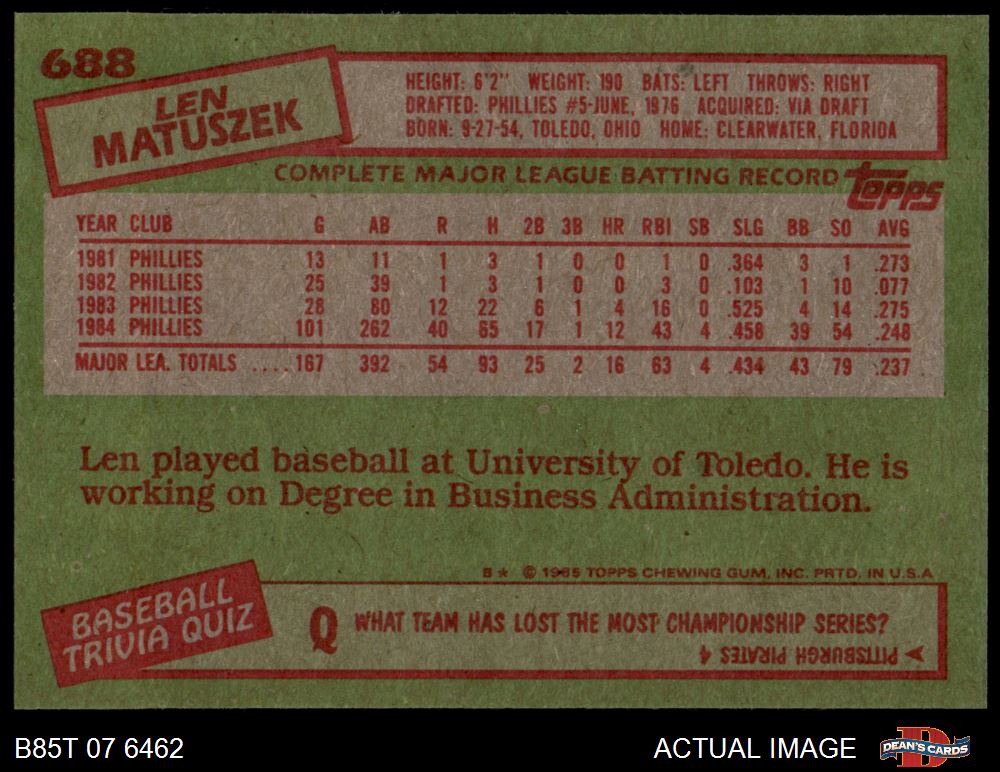 688
LEN
MATUSZEK
HEIGHT: 6'2" WEIGHT: 190 BATS: LEFT THROWS: RIGHT
DRAFTED: PHILLIES #5-JUNE, 1976 ACQUIRED: VIA DRAFT
BORN: 9-27-54, TOLEDO, OHIO HOME: CLEARWATER, FLORIDA
COMPLETE MAJOR LEAGUE BATTING RECORD topps
YEAR CLUB G AB R H 2B 3B HR RBI SB SLG BB SO AVG
1981 PHILLIES 13 11 1 3 1 0 0 1 0 .364 3 1 .273
1982 PHILLIES 25 39 1 3 1 0 0 3 0 .103 1 10 .077
1983 PHILLIES 28 80 12 22 6 1 4 16 0 .525 4 14 .275
1984 PHILLIES 101 262 40 65 17 1 12 43 4 .458 39 54 .248
MAJOR LEA. TOTALS ....167 392 54 93 25 2 16 63 4 .434 43 79 .237
Len played baseball at University of Toledo. He is
working on Degree in Business Administration.
B* © 1985 TOPPS CHEWING GUM, INC. PRTD. IN U.S.A
BASEBALL
TRIVIA QUIZ
Q WHAT TEAM HAS LOST THE MOST CHAMPIONSHIP SERIES?
PITTSBURGH PIRATES 4
B85T 07 6462 ACTUAL IMAGE D DEAN'S CARDS